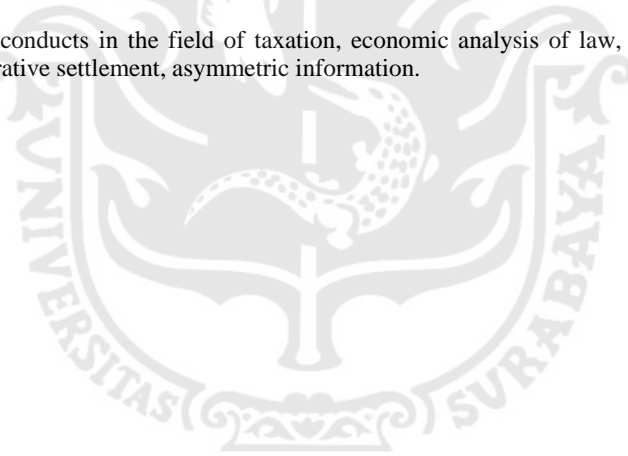 conducts in the field of taxation, economic analysis of law,
rative settlement, asymmetric information.
UNIVERSITAS SURABAYA